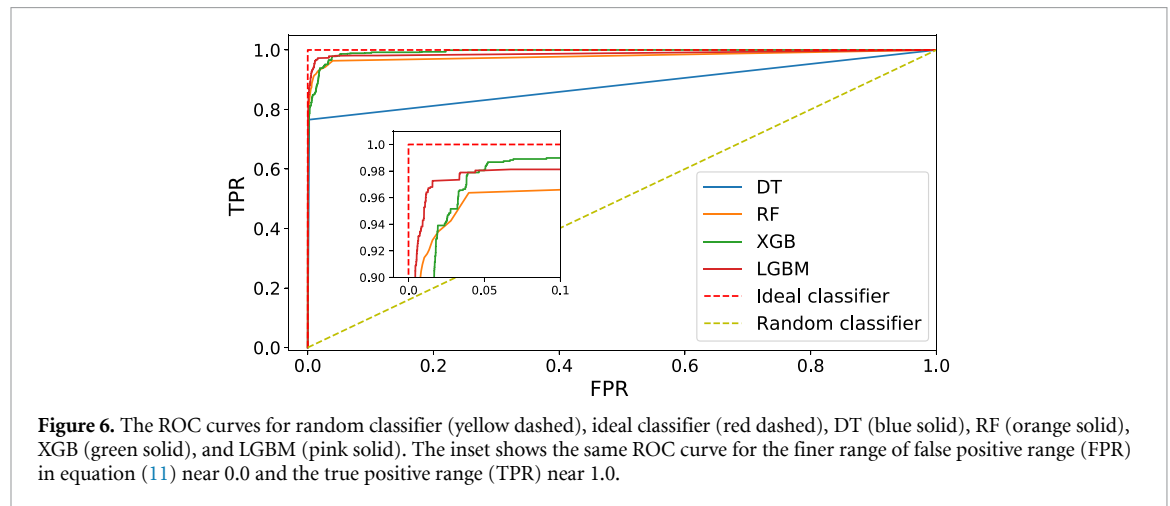 1.0
0.8
0.6
0.4
0.2
0.0
TPR
1.00
0.98
0.96
0.94
0.92
0.90
0.0
0.05
0.1
DT
RF
XGB
LGBM
Ideal classifier
Random classifier
0.0
0.2
0.4
0.6
0.8
1.0
FPR
Figure 6. The ROC curves for random classifier (yellow dashed), ideal classifier (red dashed), DT (blue solid), RF (orange solid),
XGB (green solid), and LGBM (pink solid). The inset shows the same ROC curve for the finer range of false positive range (FPR)
in equation (11) near 0.0 and the true positive range (TPR) near 1.0.